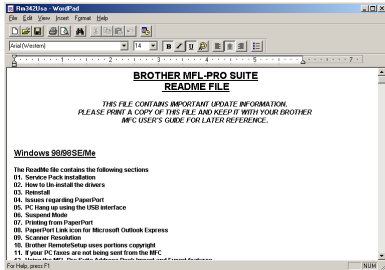 Rm342Usa - WordPad
File Edit View Insert Format Help
Arial (Western) 14 B I U
1 2 3 4 5 7
BROTHER MFL-PRO SUITE
README FILE
THIS FILE CONTAINS IMPORTANT UPDATE INFORMATION.
PLEASE PRINT A COPY OF THIS FILE AND KEEP IT WITH YOUR BROTHER
MFC USER'S GUIDE FOR LATER REFERENCE.
Windows 98/98SE/Me
The ReadMe file contains the following sections
01. Service Pack installation
02. How to Un-install the drivers
03. Reinstall
04. Issues regarding PaperPort
05. PC Hang up using the USB interface
06. Suspend Mode
07. Printing from PaperPort
08. PaperPort Link icon for Microsoft Outlook Express
09. Scanner Resolution
10. Brother RemoteSetup uses portions copyright
11. If your PC faxes are not being sent from the MFC
For Help, press F1 NUM